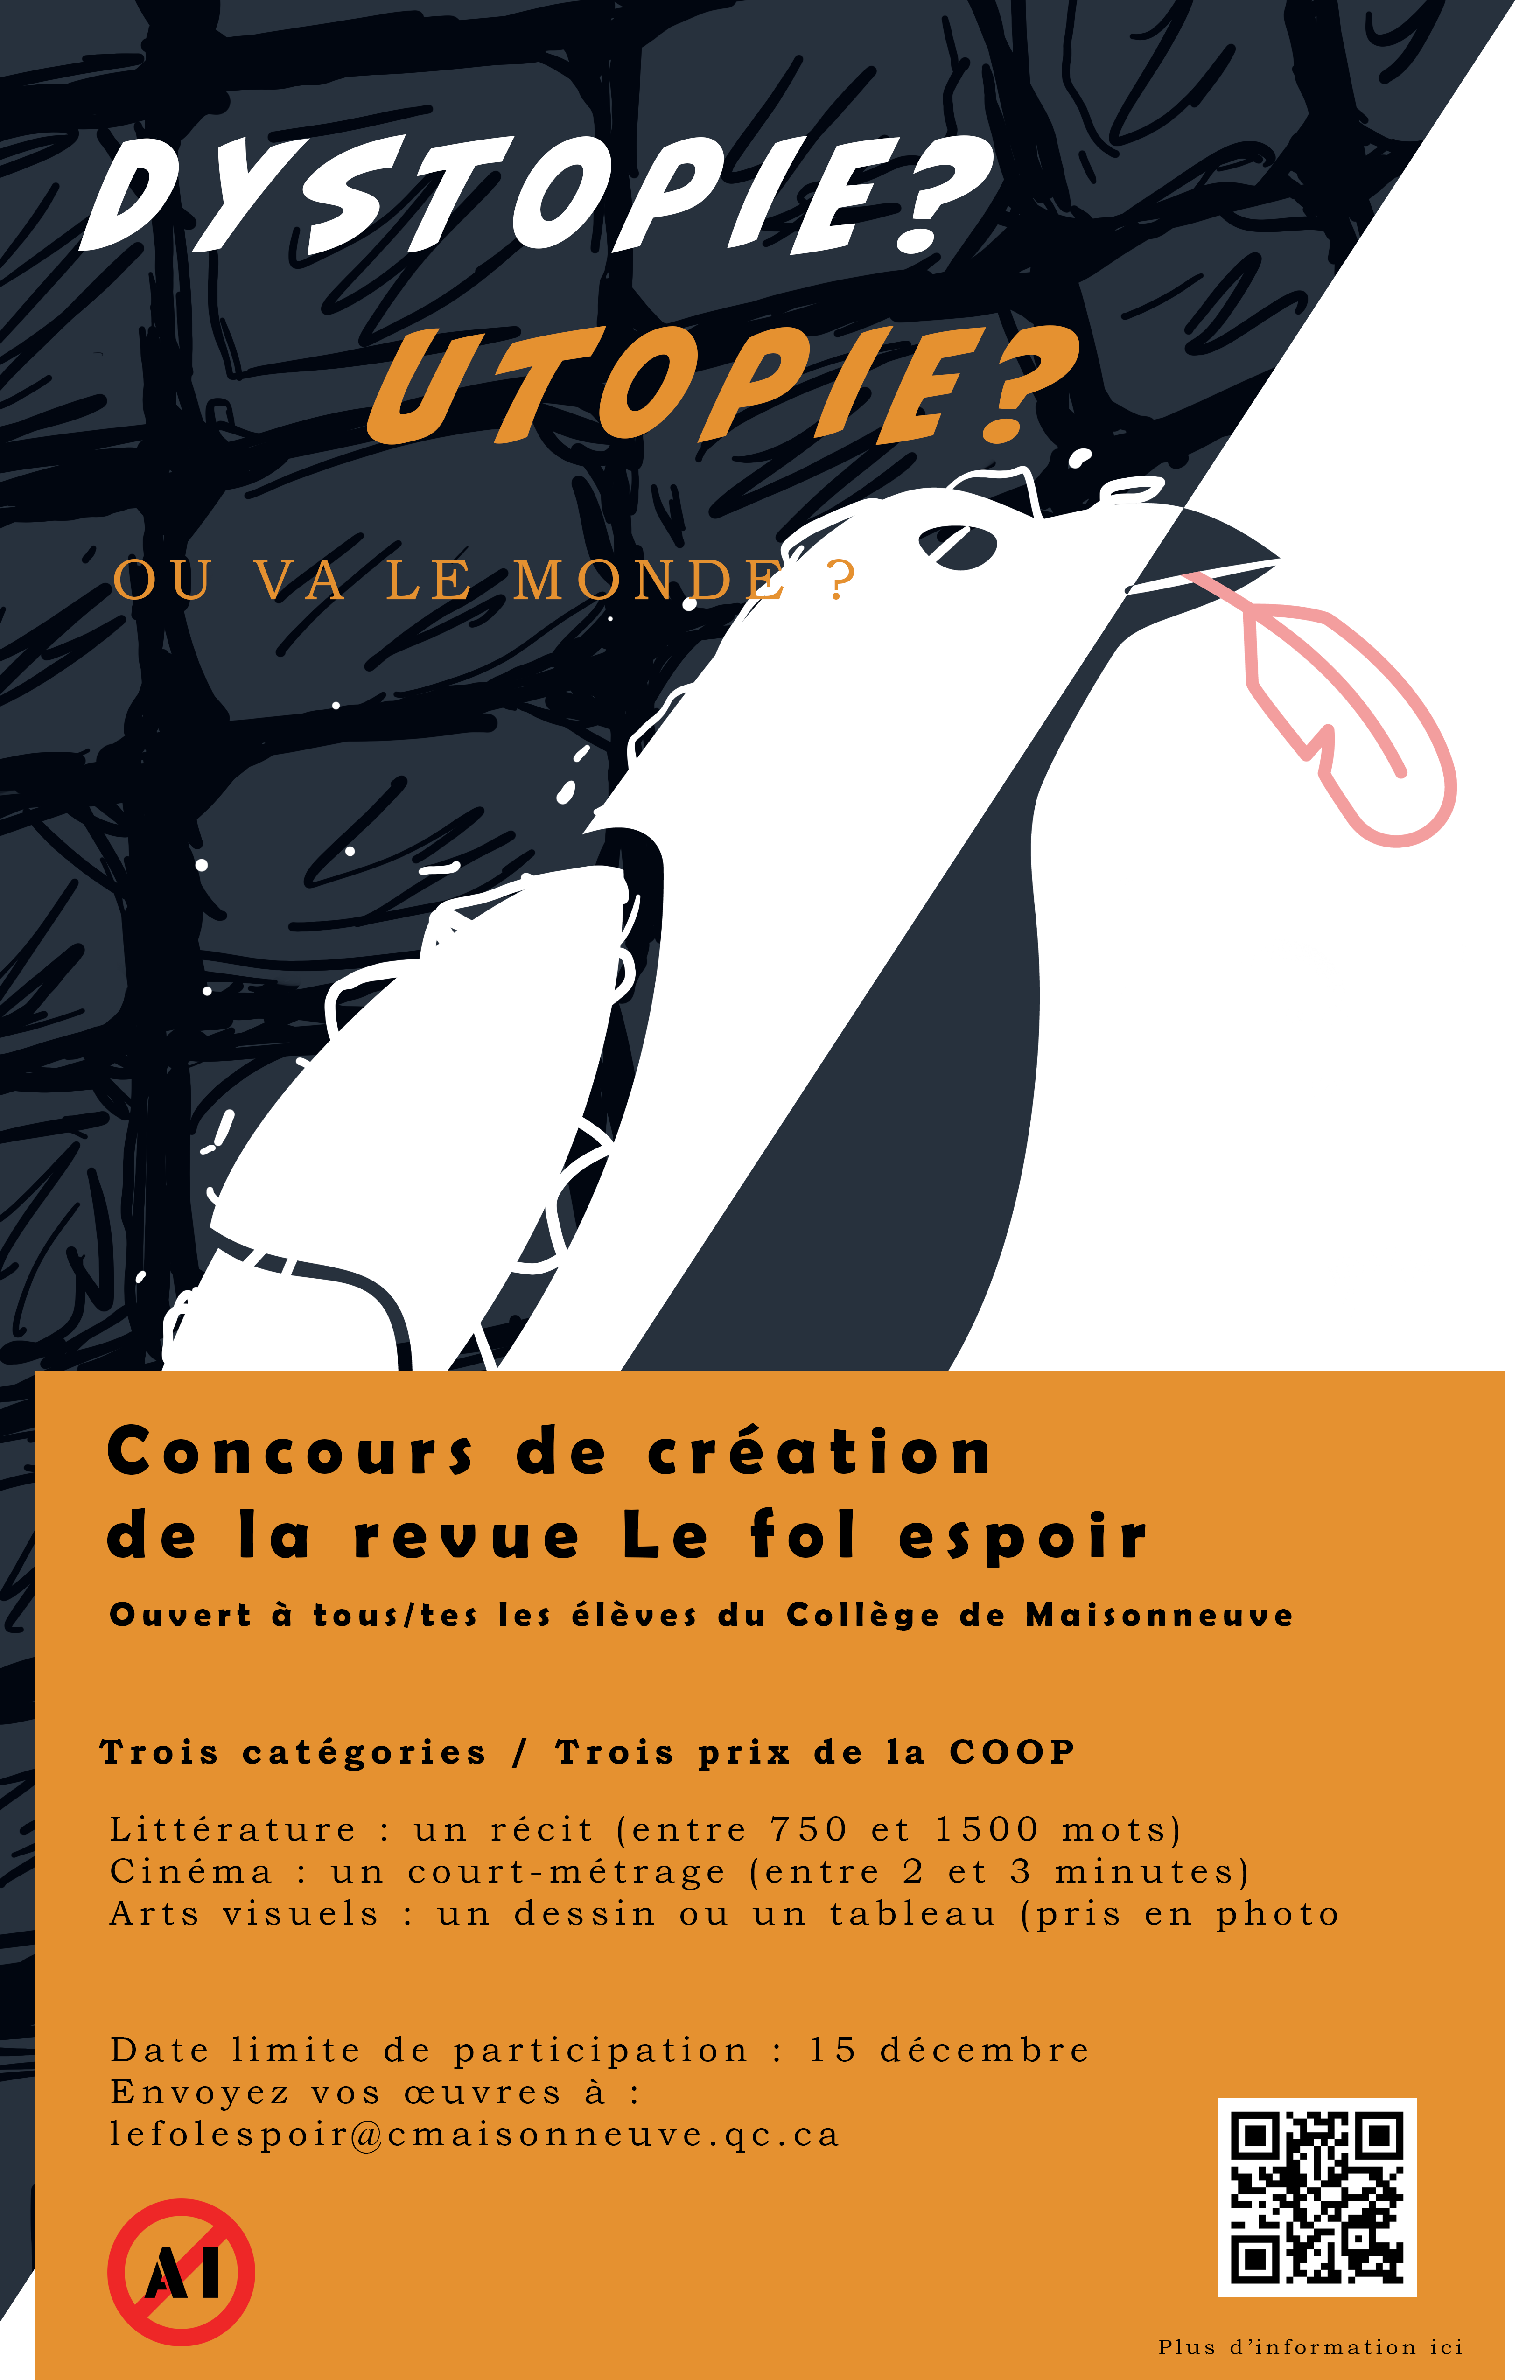 DYSTOPIE?
UTOPIE?
OU VA LE MONDE ?
Concours de création
de la revue Le fol espoir
Ouvert à tous/tes les élèves du Collège de Maisonneuve
Trois catégories / Trois prix de la COOP
Littérature : un récit (entre 750 et 1500 mots)
Cinéma : un court-métrage (entre 2 et 3 minutes)
Arts visuels : un dessin ou un tableau (pris en photo
Date limite de participation : 15 décembre
Envoyez vos œuvres à :
lefolespoir@cmaisonneuve.qc.ca
AI
Plus d'information ici